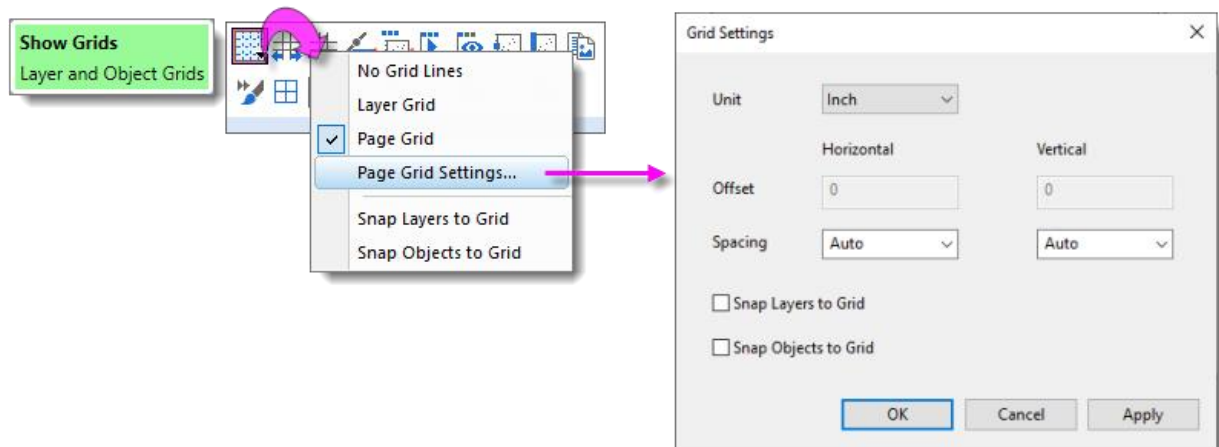 Show Grids
Layer and Object Grids
No Grid Lines
Layer Grid
Page Grid
Page Grid Settings...
Snap Layers to Grid
Snap Objects to Grid
Grid Settings
Unit Inch
Horizontal Vertical
Offset 0 0
Spacing Auto Auto
Snap Layers to Grid
Snap Objects to Grid
OK Cancel Apply